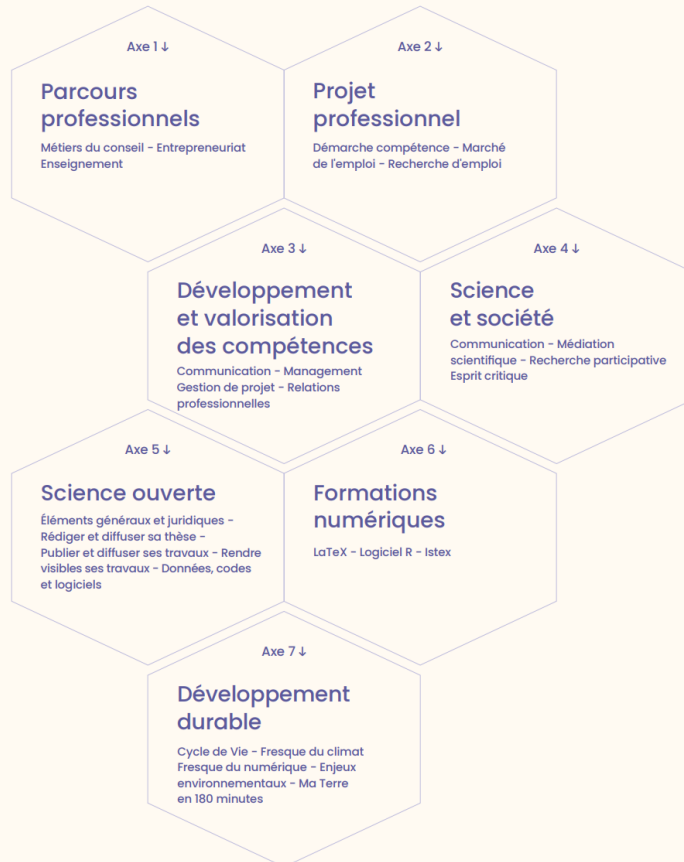 Axe 1 ↓
Parcours
professionnels
Métiers du conseil - Entrepreneuriat
Enseignement
Axe 2 ↓
Projet
professionnel
Démarche compétence - Marché
de l'emploi - Recherche d'emploi
Axe 3 ↓
Développement
et valorisation
des compétences
Communication - Management
Gestion de projet - Relations
professionnelles
Axe 4 ↓
Science
et société
Communication - Médiation
scientifique - Recherche participative
Esprit critique
Axe 5 ↓
Science ouverte
Éléments généraux et juridiques -
Rédiger et diffuser sa thèse -
Publier et diffuser ses travaux - Rendre
visibles ses travaux - Données, codes
et logiciels
Axe 6 ↓
Formations
numériques
LaTeX - Logiciel R - Istex
Axe 7 ↓
Développement
durable
Cycle de Vie - Fresque du climat
Fresque du numérique - Enjeux
environnementaux - Ma Terre
en 180 minutes